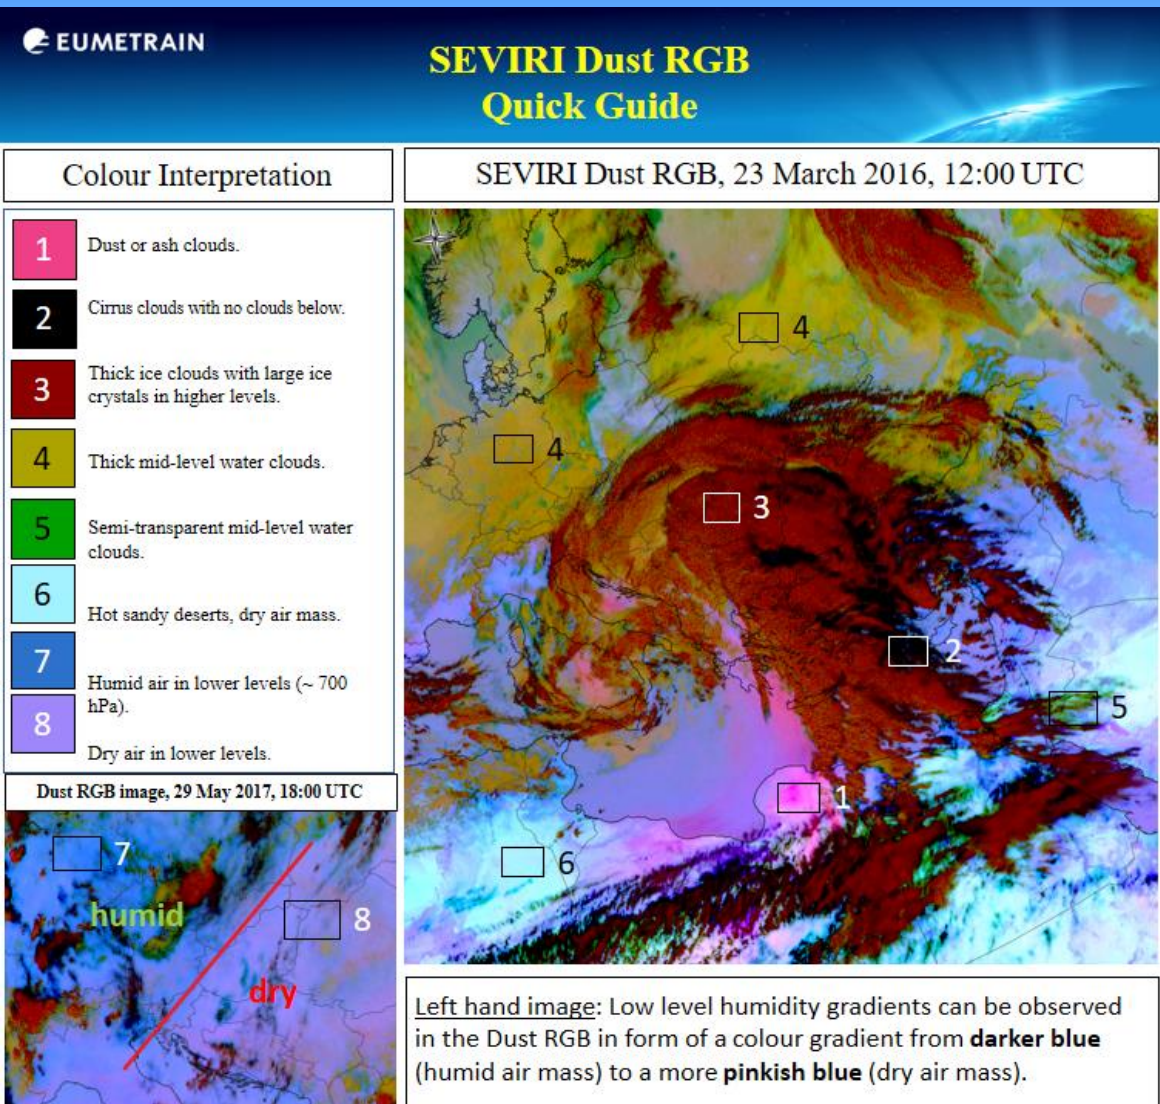 EUMETRAIN
SEVIRI Dust RGB
Quick Guide
Colour Interpretation
1
Dust or ash clouds.
2
Cirrus clouds with no clouds below.
3
Thick ice clouds with large ice
crystals in higher levels.
4
Thick mid-level water clouds.
5
Semi-transparent mid-level water
clouds.
6
Hot sandy deserts, dry air mass.
7
Humid air in lower levels (~ 700
hPa).
8
Dry air in lower levels.
Dust RGB image, 29 May 2017, 18:00 UTC
7
humid
8
dry
SEVIRI Dust RGB, 23 March 2016, 12:00 UTC
4
4
3
2
5
1
6
Left hand image: Low level humidity gradients can be observed
in the Dust RGB in form of a colour gradient from darker blue
(humid air mass) to a more pinkish blue (dry air mass).